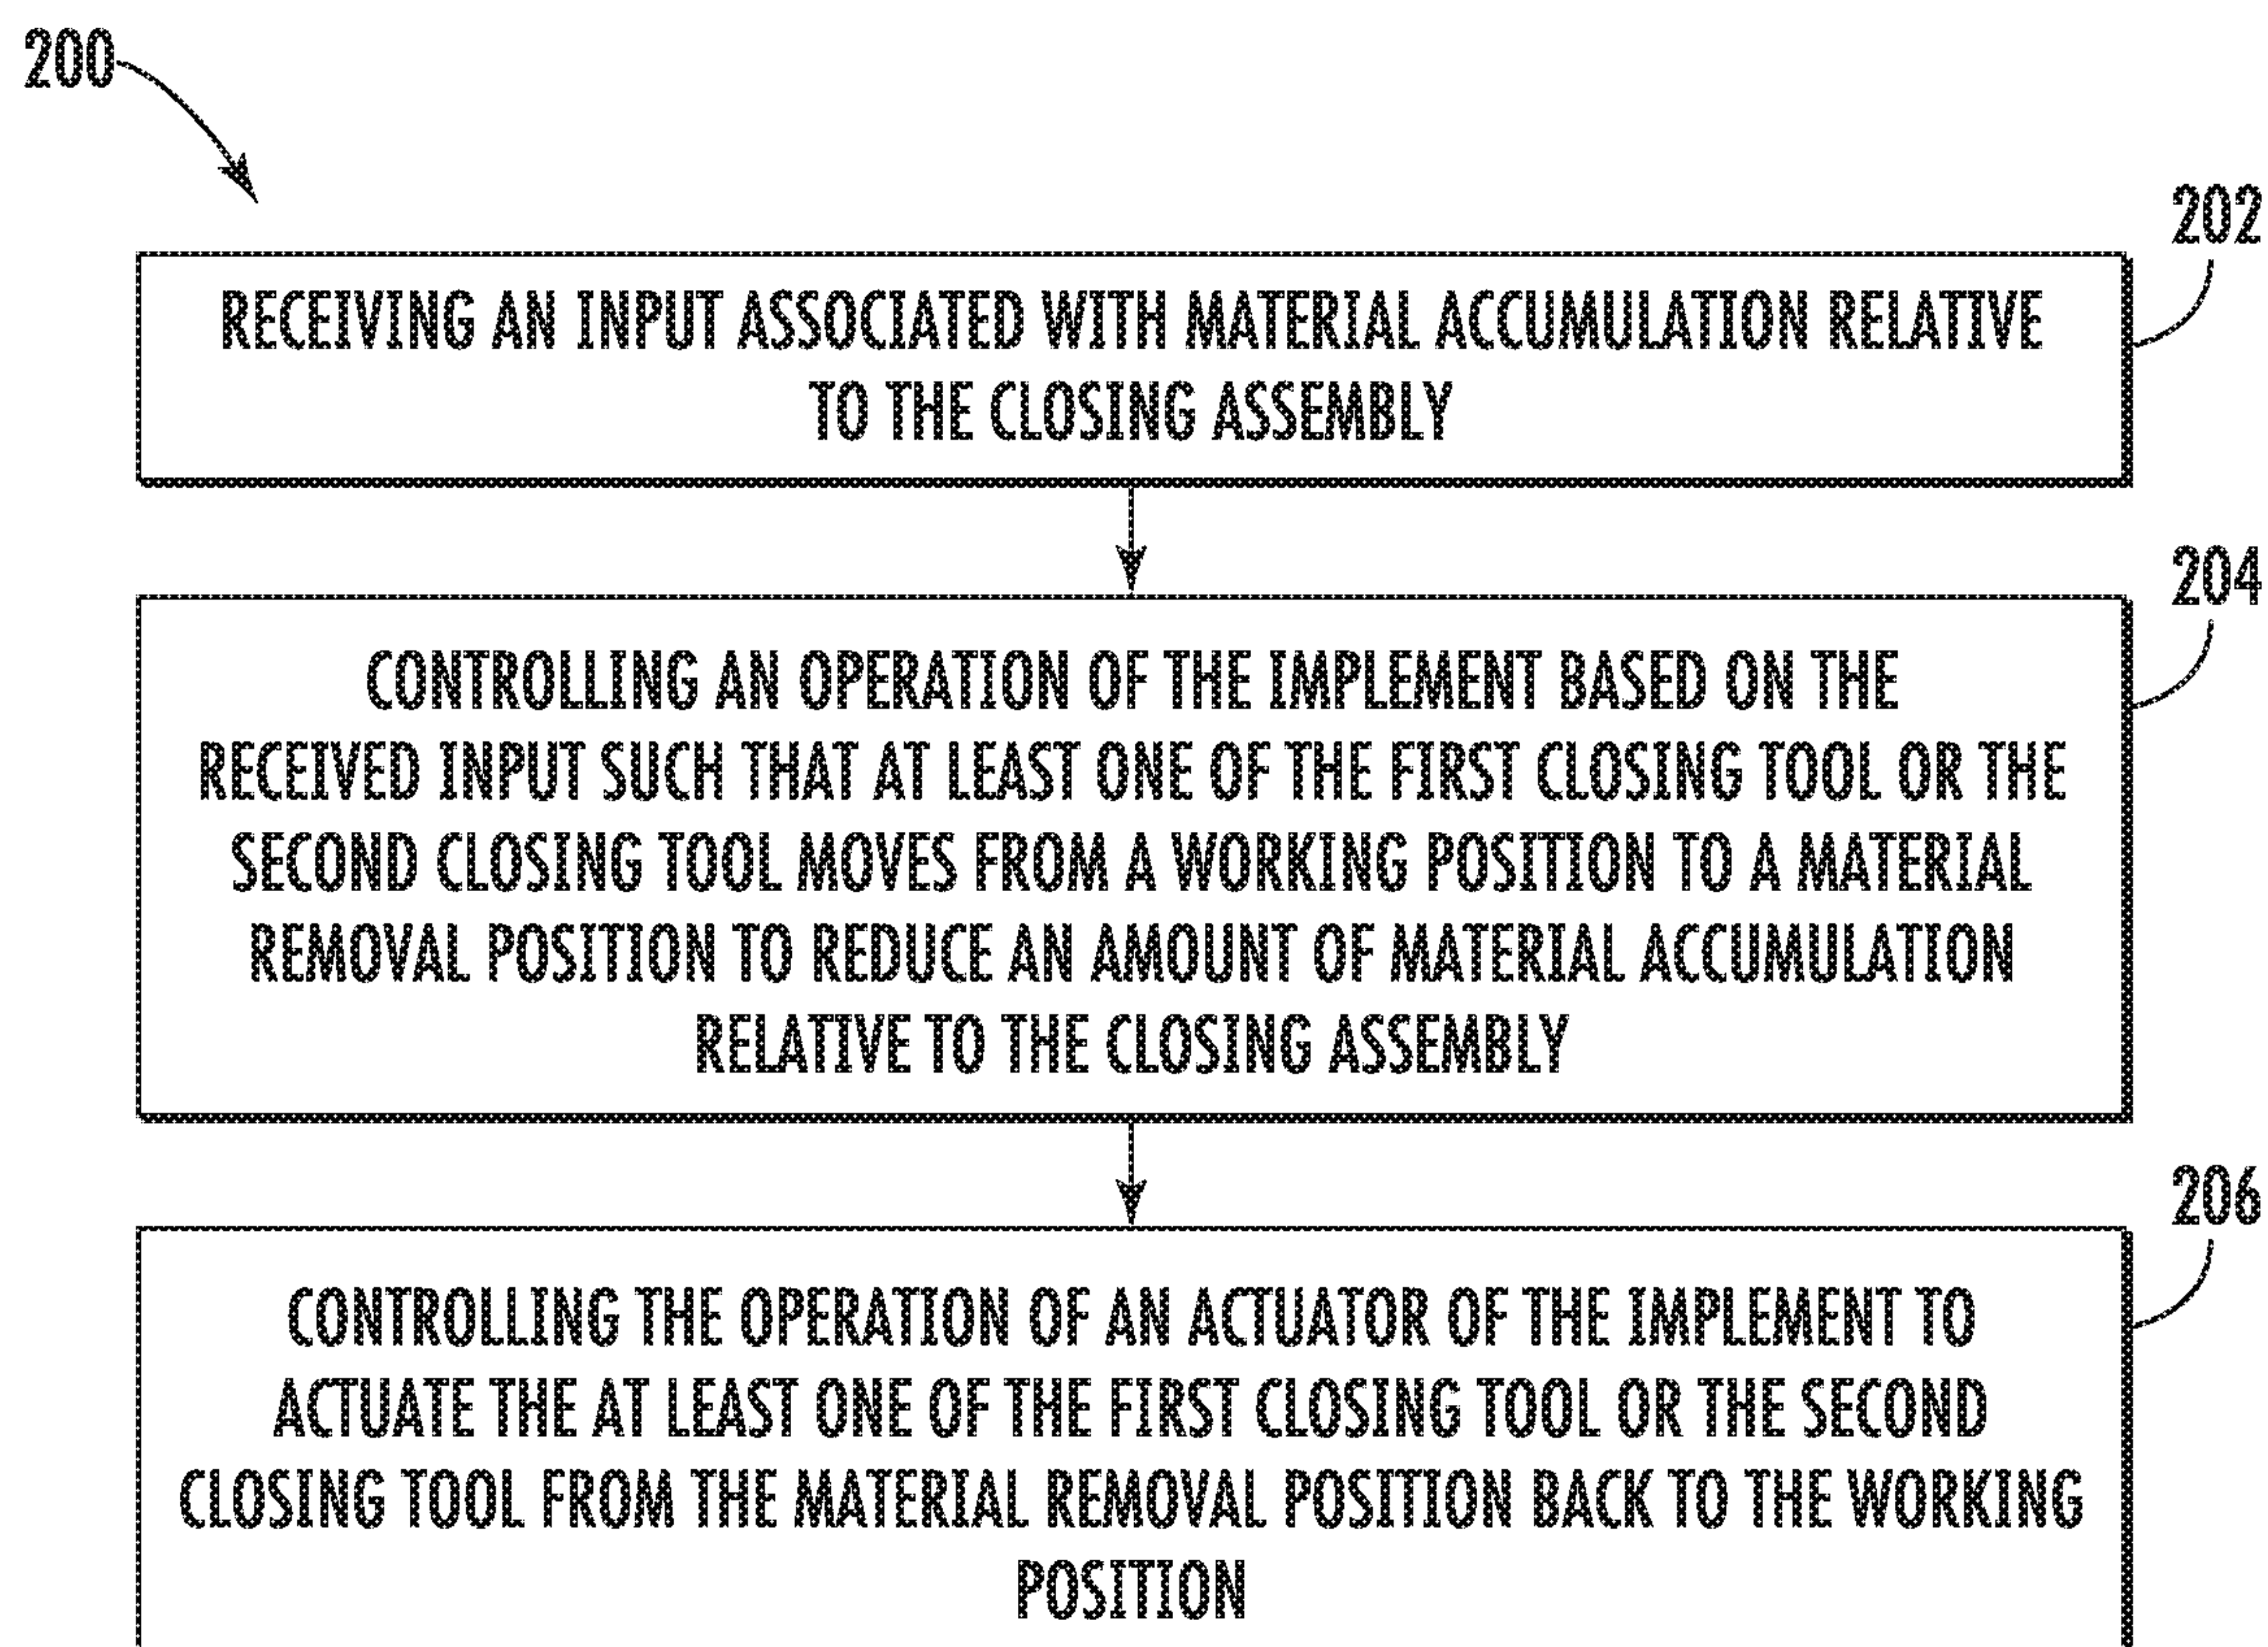 200
202
RECEIVING AN INPUT ASSOCIATED WITH MATERIAL ACCUMULATION RELATIVE
TO THE CLOSING ASSEMBLY
204
CONTROLLING AN OPERATION OF THE IMPLEMENT BASED ON THE
RECEIVED INPUT SUCH THAT AT LEAST ONE OF THE FIRST CLOSING TOOL OR THE
SECOND CLOSING TOOL MOVES FROM A WORKING POSITION TO A MATERIAL
REMOVAL POSITION TO REDUCE AN AMOUNT OF MATERIAL ACCUMULATION
RELATIVE TO THE CLOSING ASSEMBLY
206
CONTROLLING THE OPERATION OF AN ACTUATOR OF THE IMPLEMENT TO
ACTUATE THE AT LEAST ONE OF THE FIRST CLOSING TOOL OR THE SECOND
CLOSING TOOL FROM THE MATERIAL REMOVAL POSITION BACK TO THE WORKING
POSITION